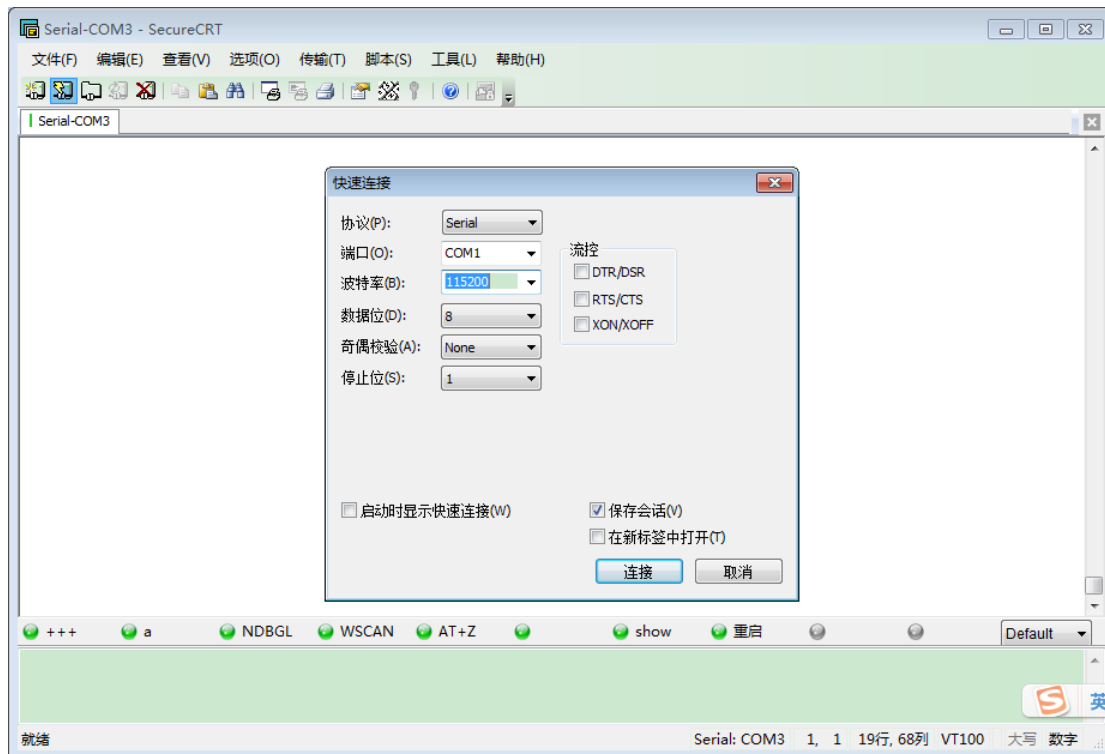 Serial-COM3 - SecureCRT
文件(F) 编辑(E) 查看(V) 选项(O) 传输(T) 脚本(S) 工具(L) 帮助(H)
Serial-COM3
快速连接
协议(P): Serial
端口(O): COM1
流控
波特率(B): 115200
DTR/DSR
RTS/CTS
数据位(D): 8
XON/XOFF
奇偶校验(A): None
停止位(S): 1
启动时显示快速连接(W)
保存会话(V)
在新标签中打开(T)
连接 取消
+++ a NDBGL WSCAN AT+Z show 重启 Default
S 英
就绪 Serial: COM3 1, 1 19行, 68列 VT100 大写 数字